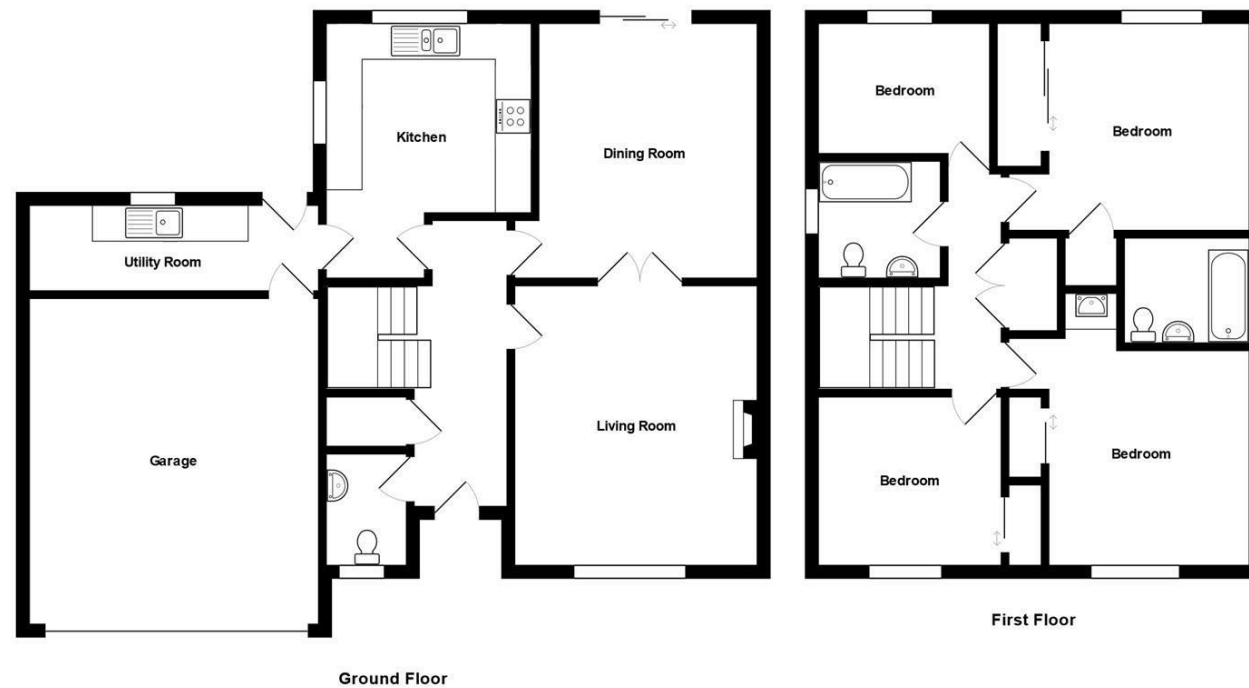 Kitchen
Dining Room
Utility Room
Living Room
Garage
Ground Floor
Bedroom
Bedroom
Bedroom
Bedroom
First Floor